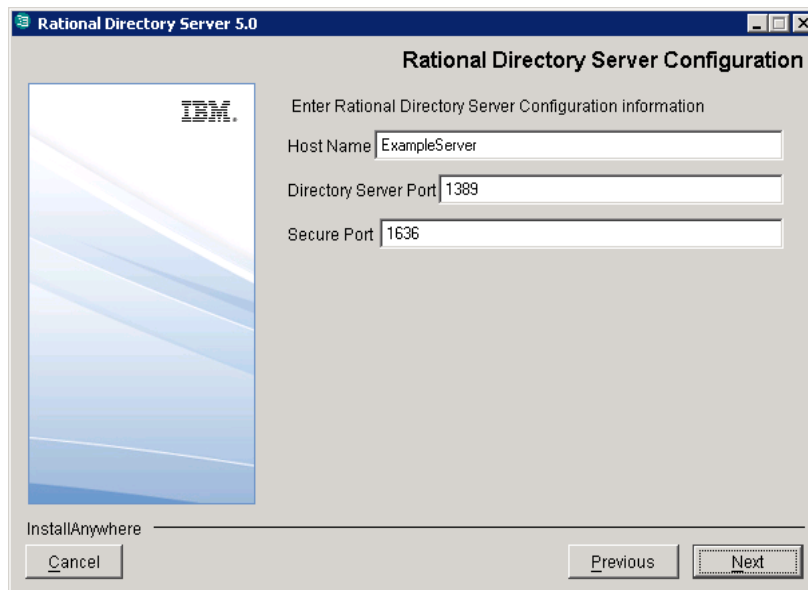 Rational Directory Server 5.0
Rational Directory Server Configuration
IBM.
Enter Rational Directory Server Configuration information
Host Name ExampleServer
Directory Server Port 1389
Secure Port 1636
InstallAnywhere
Cancel Previous Next